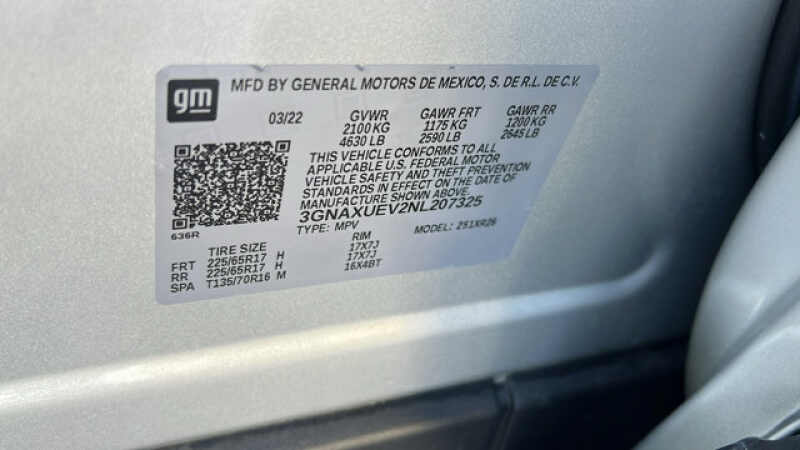 gm
MFD BY GENERAL MOTORS DE MEXICO, S. DE R.L. DE C.V.
03/22 GVWR GAWR FRT GAWR RR
2100 KG 1175 KG 1200 KG
4630 LB 2590 LB 2645 LB
THIS VEHICLE CONFORMS TO ALL
APPLICABLE U.S. FEDERAL MOTOR
VEHICLE SAFETY AND THEFT PREVENTION
STANDARDS IN EFFECT ON THE DATE OF
MANUFACTURE SHOWN ABOVE.
3GNAXUEV2NL207325
636R
TYPE: MPV MODEL: 2S1XR26
TIRE SIZE RIM
FRT 225/65R17 H 17X7J
RR 225/65R17 H 17X7J
SPA T135/70R16 M 16X4BT